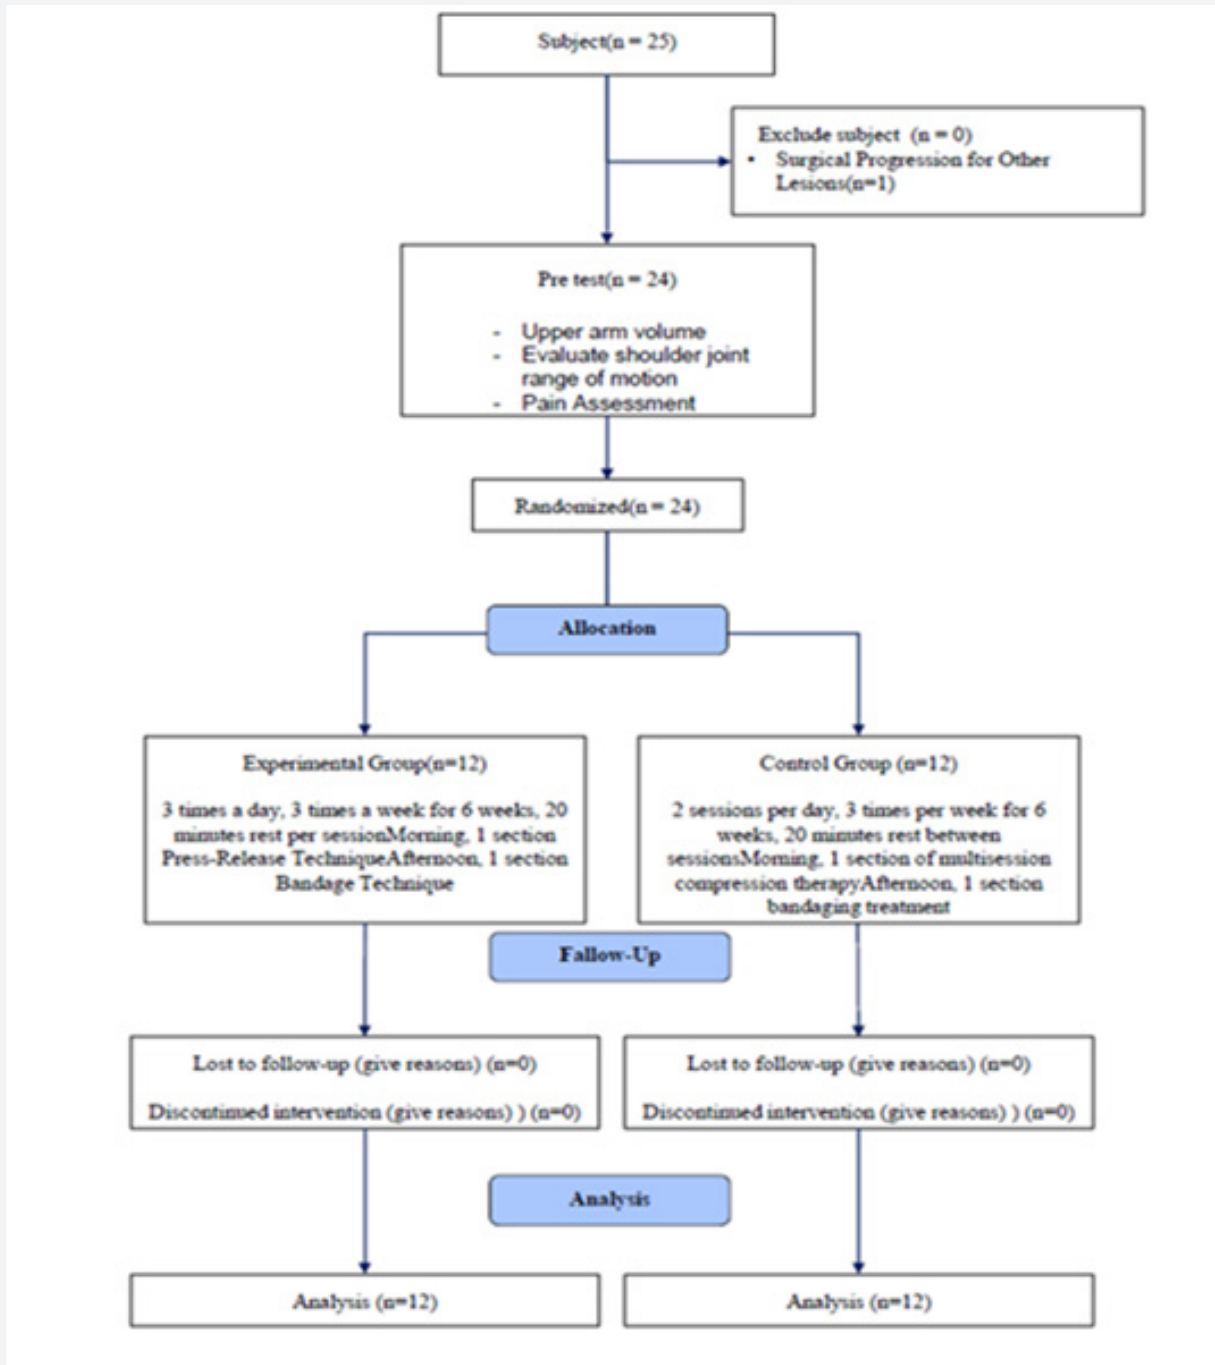 Subject(n = 25)
Exclude subject (n = 0)
• Surgical Progression for Other
Lesions(n=1)
Pre test(n = 24)
- Upper arm volume
- Evaluate shoulder joint
range of motion
- Pain Assessment
Randomized(n = 24)
Allocation
Experimental Group(n=12)
3 times a day, 3 times a week for 6 weeks, 20
minutes rest per sessionMorning, 1 section
Press-Release TechniqueAfternoon, 1 section
Bandage Technique
Control Group (n=12)
2 sessions per day, 3 times per week for 6
weeks, 20 minutes rest between
sessionsMorning, 1 section of multisession
compression therapyAfternoon, 1 section
bandaging treatment
Fallow-Up
Lost to follow-up (give reasons) (n=0)
Discontinued intervention (give reasons) ) (n=0)
Lost to follow-up (give reasons) (n=0)
Discontinued intervention (give reasons) ) (n=0)
Analysis
Analysis (n=12)
Analysis (n=12)